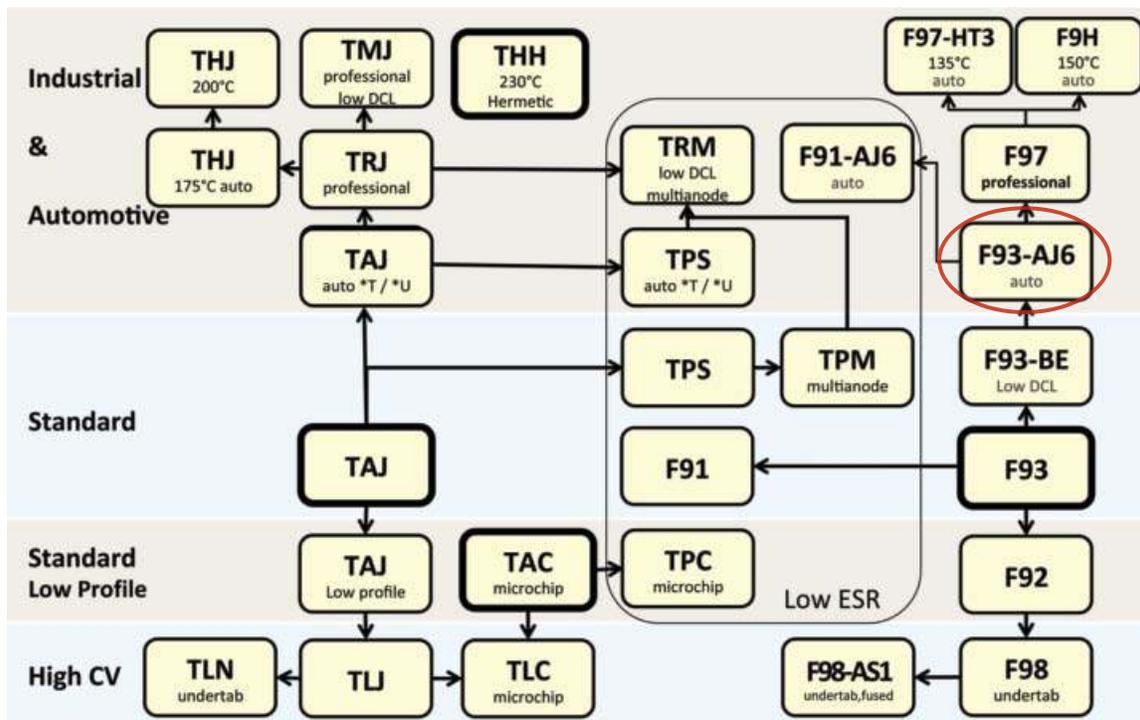 Industrial
&
Automotive
THJ
200°C
TMJ
professional
low DCL
THH
230°C
Hermetic
F97-HT3
135°C
auto
F9H
150°C
auto
THJ
175°C auto
TRJ
professional
TRM
low DCL
multianode
F91-AJ6
auto
F97
professional
TAJ
auto *T / *U
TPS
auto *T / *U
F93-AJ6
auto
Standard
TPS
TPM
multianode
F93-BE
Low DCL
TAJ
F91
F93
Standard
Low Profile
TAJ
Low profile
TAC
microchip
TPC
microchip
Low ESR
F92
High CV
TLN
undertab
TLJ
TLC
microchip
F98-AS1
undertab,fused
F98
undertab